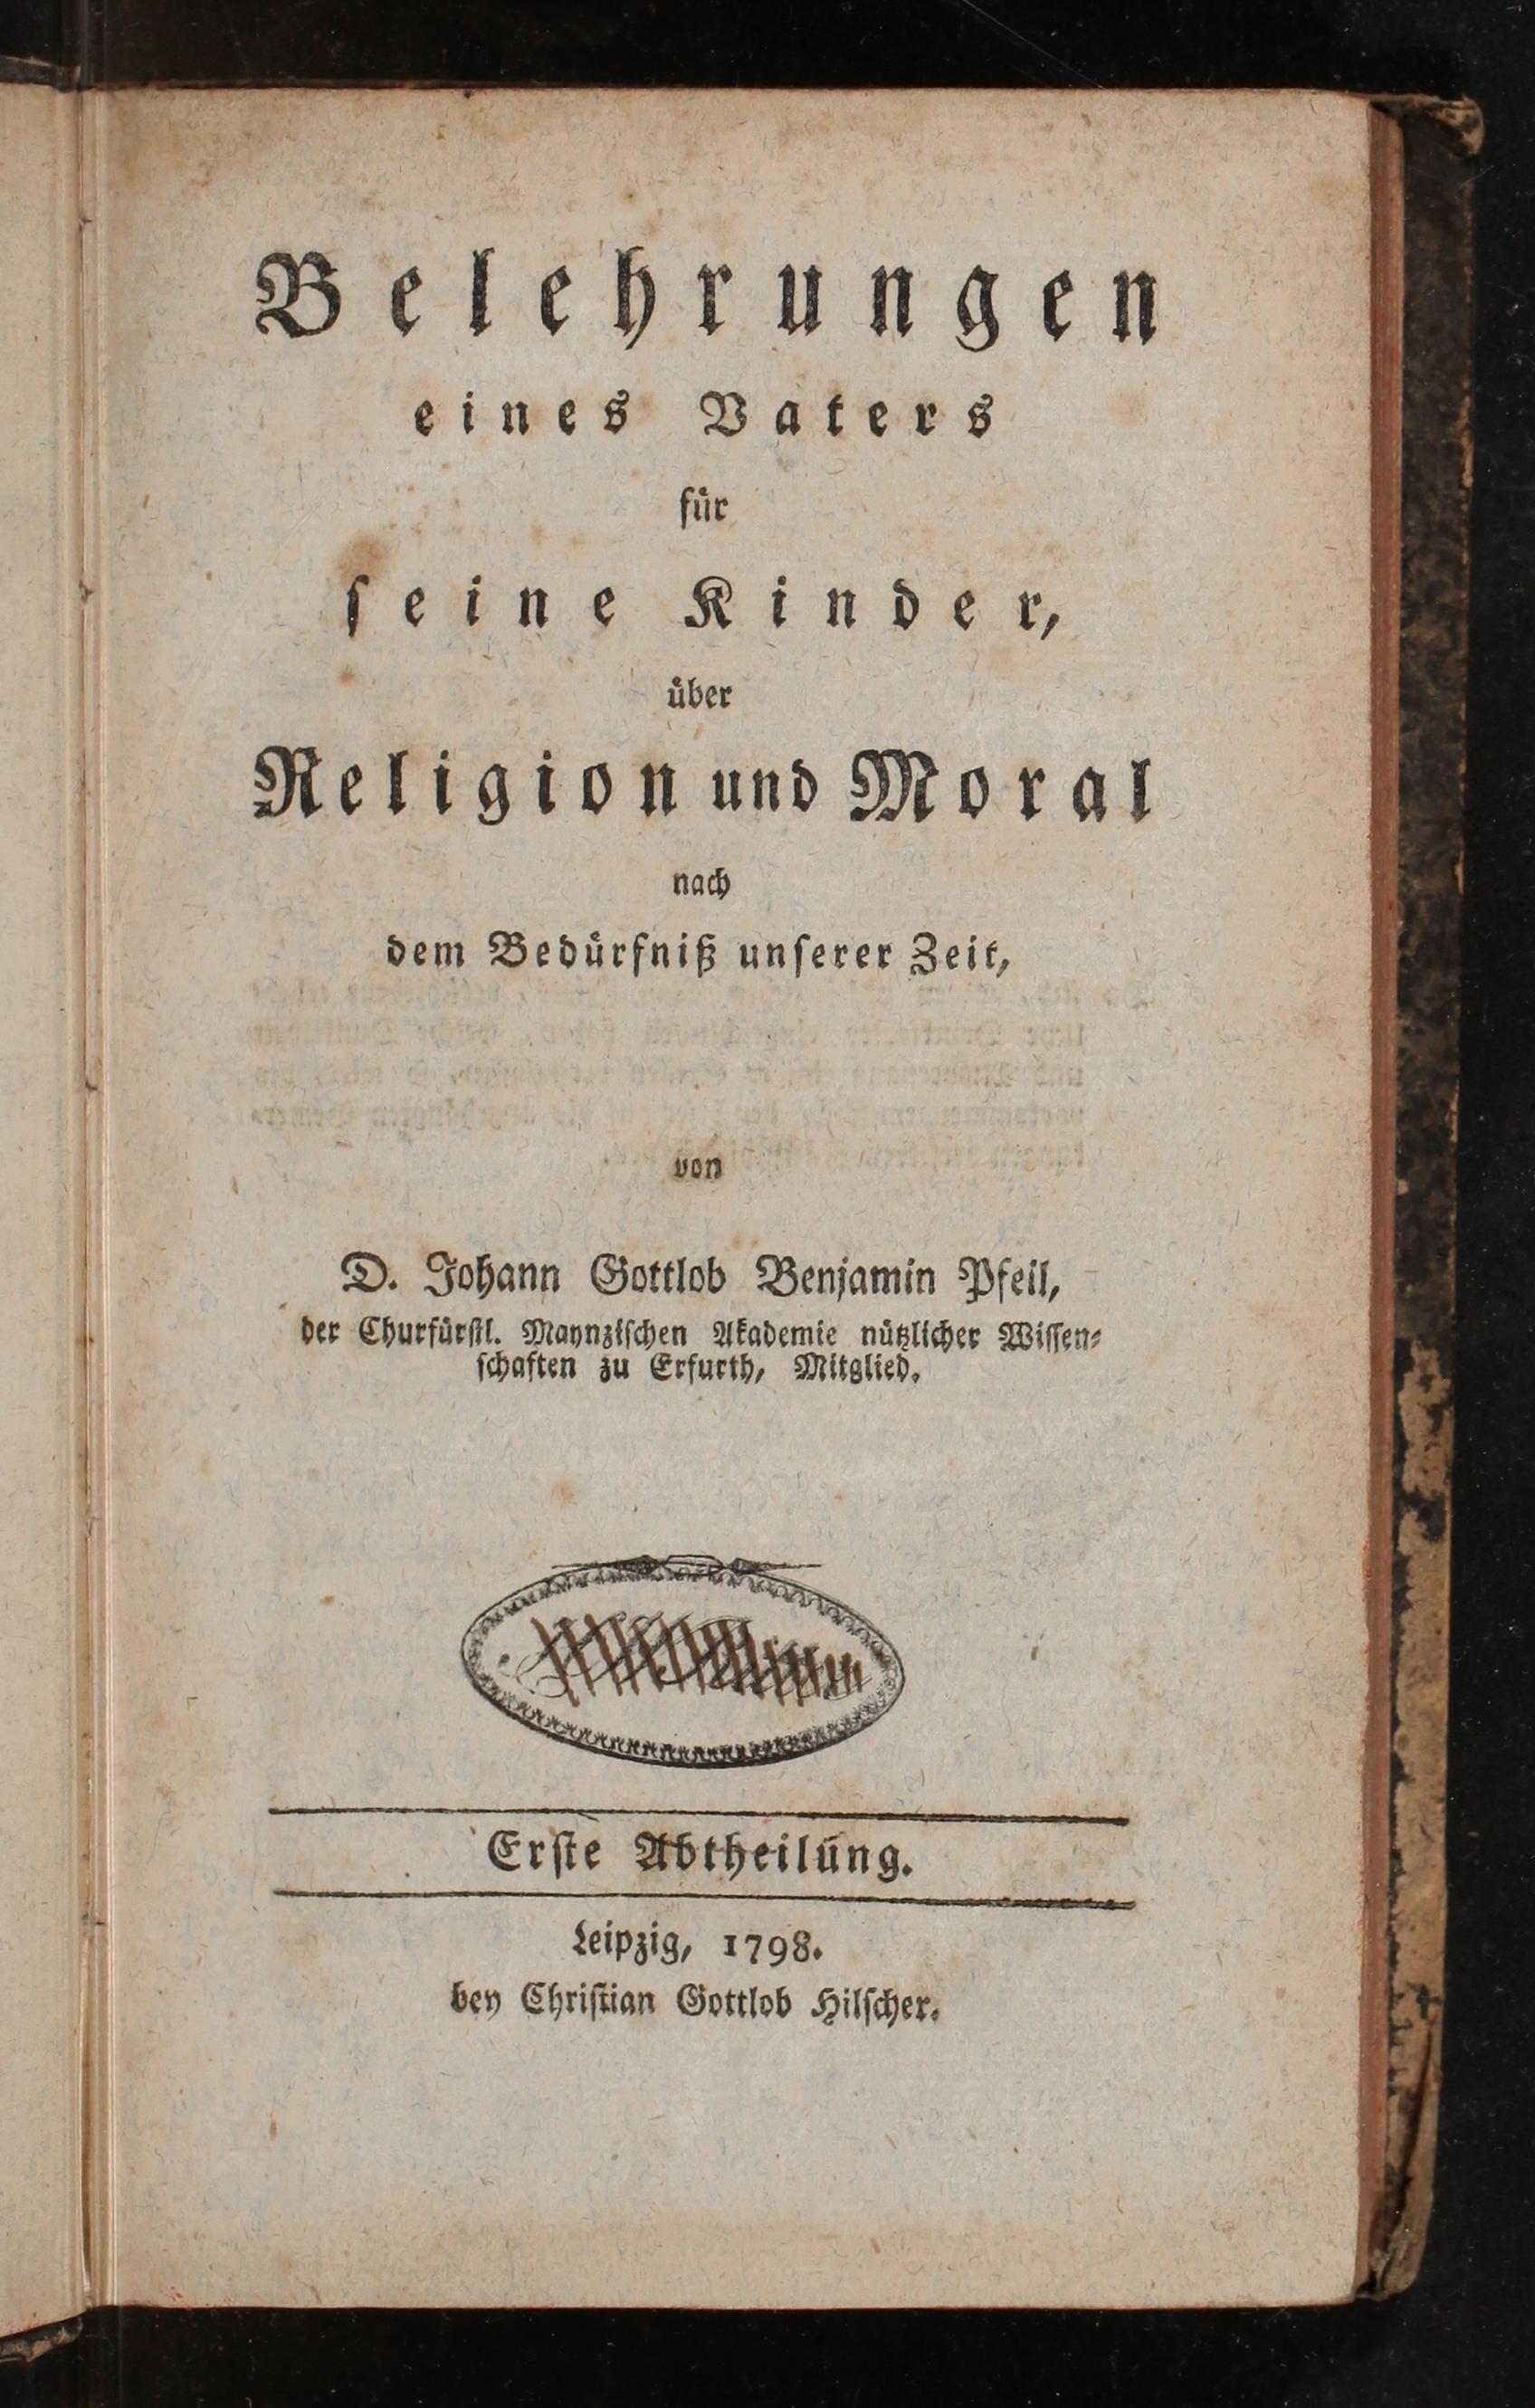 Belehrungen
eines Vaters
für
ſeine Kinder,
über
Religion und Moral
nach
dem Bedürfniß unſerer Zeit,
von
D. Johann Gottlob Benjamin Pfeil,
der Churfürſtl. Maynziſchen Akademie nützlicher Wiſſen⸗
ſchaften zu Erfurth, Mitglied.
Erſte Abtheilung.
Leipzig, 1798.
bey Chriſtian Gottlob Hilſcher.